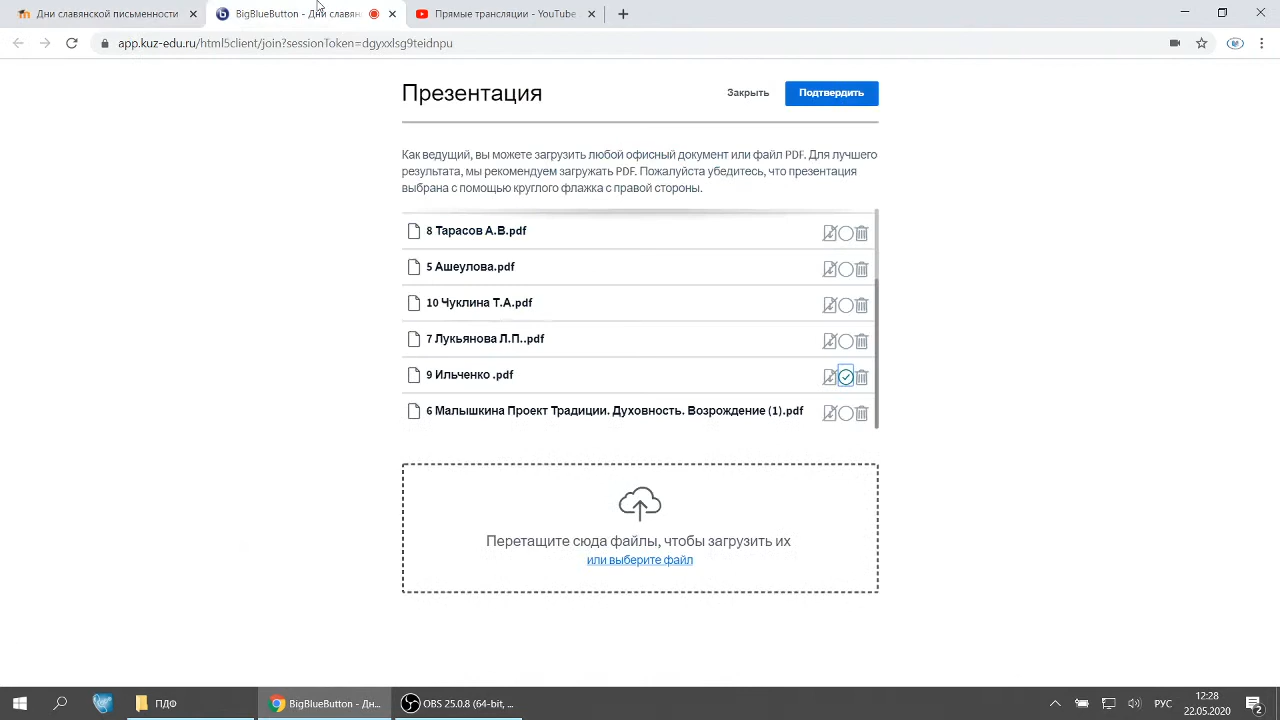 Дни славянской письменности
BigBlueButton - Дни славян
Прямые трансляции - YouTube
app.kuz-edu.ru/html5client/join?sessionToken=dgyxxlsg9teidnpu
Презентация
Закрыть
Подтвердить
Как ведущий, вы можете загрузить любой офисный документ или файл PDF. Для лучшего
результата, мы рекомендуем загружать PDF. Пожалуйста убедитесь, что презентация
выбрана с помощью круглого флажка с правой стороны.
8 Тарасов А.В.pdf
5 Ашеулова.pdf
10 Чуклина Т.А.pdf
7 Лукьянова Л.П..pdf
9 Ильченко .pdf
6 Малышкина Проект Традиции. Духовность. Возрождение (1).pdf
Перетащите сюда файлы, чтобы загрузить их
или выберите файл
ПДФ
BigBlueButton - Дн...
OBS 25.0.8 (64-bit, ...
РУС
12:28
22.05.2020
2